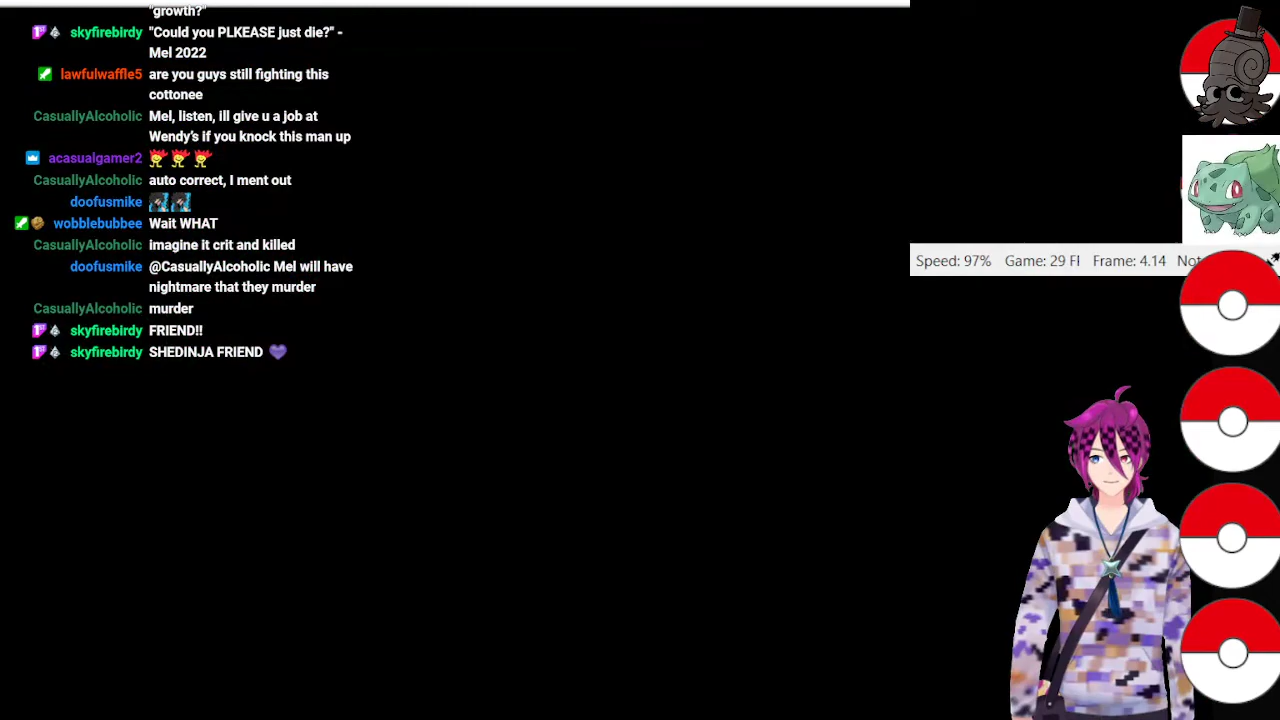 "growth?"
skyfirebirdy "Could you PLKEASE just die?" -
Mel 2022
lawfulwaffle5 are you guys still fighting this
cottonee
CasuallyAlcoholic Mel, listen, ill give u a job at
Wendy's if you knock this man up
acasualgamer2
CasuallyAlcoholic auto correct, I ment out
doofusmike
wobblebubbee Wait WHAT
CasuallyAlcoholic imagine it crit and killed
doofusmike @CasuallyAlcoholic Mel will have
nightmare that they murder
CasuallyAlcoholic murder
skyfirebirdy FRIEND!!
skyfirebirdy SHEDINJA FRIEND
Speed: 97% Game: 29 FI Frame: 4.14